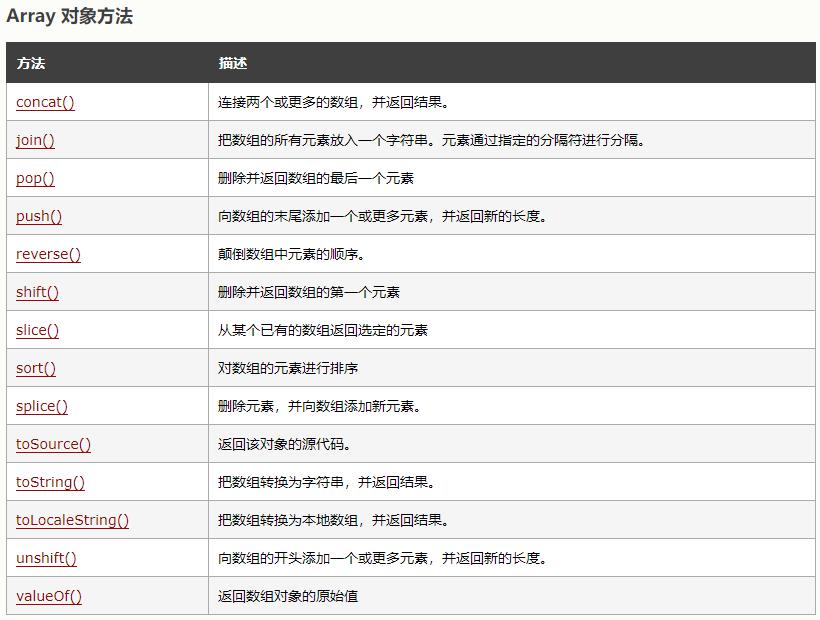 Array 对象方法
方法 描述
concat() 连接两个或更多的数组，并返回结果。
join() 把数组的所有元素放入一个字符串。元素通过指定的分隔符进行分隔。
pop() 删除并返回数组的最后一个元素
push() 向数组的末尾添加一个或更多元素，并返回新的长度。
reverse() 颠倒数组中元素的顺序。
shift() 删除并返回数组的第一个元素
slice() 从某个已有的数组返回选定的元素
sort() 对数组的元素进行排序
splice() 删除元素，并向数组添加新元素。
toSource() 返回该对象的源代码。
toString() 把数组转换为字符串，并返回结果。
toLocaleString() 把数组转换为本地数组，并返回结果。
unshift() 向数组的开头添加一个或更多元素，并返回新的长度。
valueOf() 返回数组对象的原始值